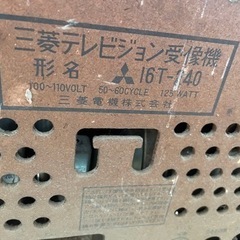 三菱テレビジョン受像機
形名 16T-240
100~110VOLT 50~60CYCLE 125WATT
三菱電機株式会社